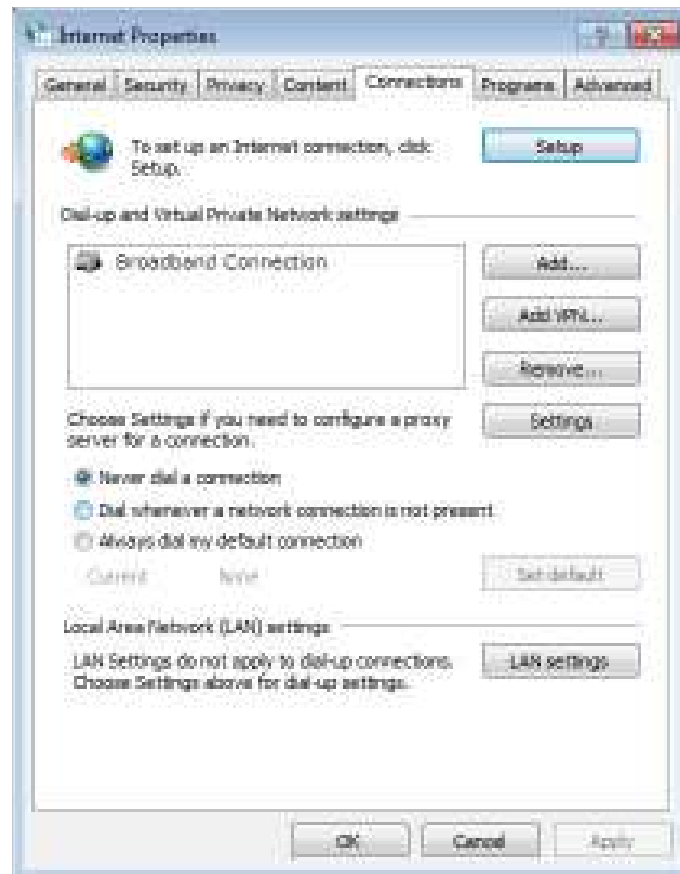 Internet Properties
General Security Privacy Content Connections Programs Advanced
To set up an Internet connection, click
Setup.
Setup
Dial-up and Virtual Private Network settings
Broadband Connection
Add...
Add VPN...
Remove...
Choose Settings if you need to configure a proxy
server for a connection.
Settings
Never dial a connection
Dial whenever a network connection is not present
Always dial my default connection
Current None
Set default
Local Area Network (LAN) settings
LAN Settings do not apply to dial-up connections.
Choose Settings above for dial-up settings.
LAN settings
OK Cancel Apply